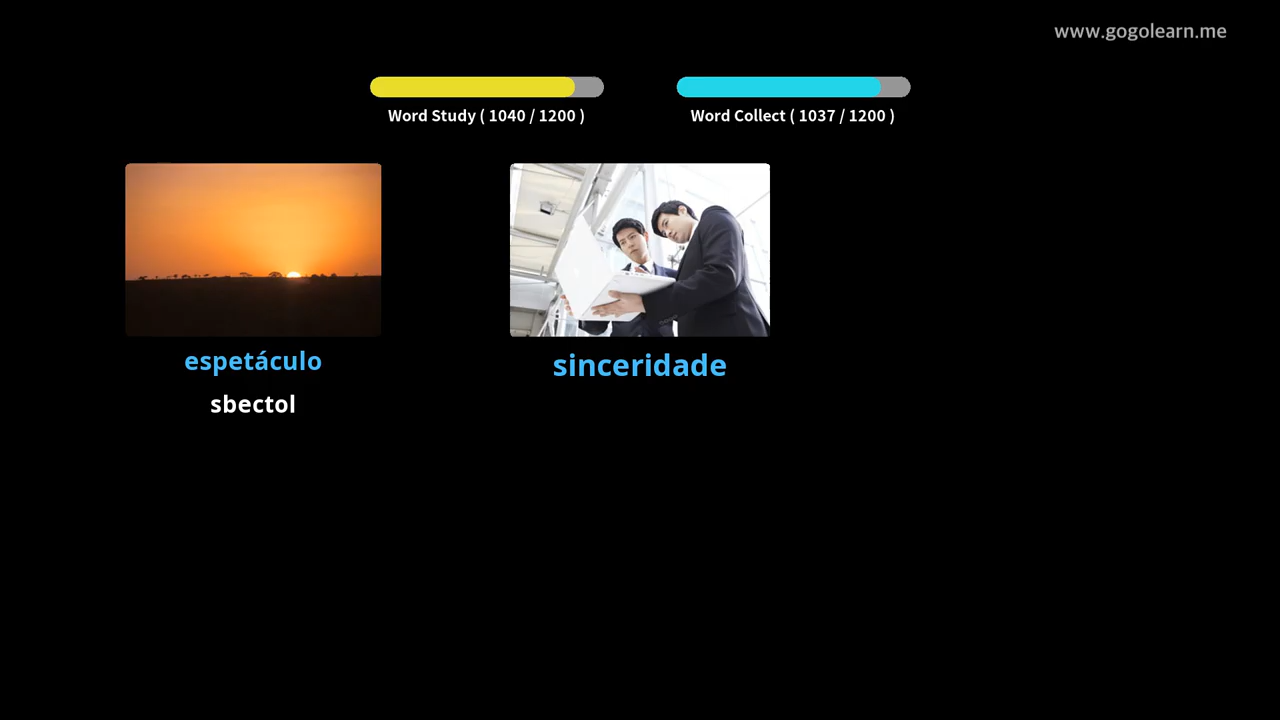 www.gogolearn.me
Word Study ( 1040 / 1200 )
Word Collect ( 1037 / 1200 )
espetáculo
sbectol
sinceridade